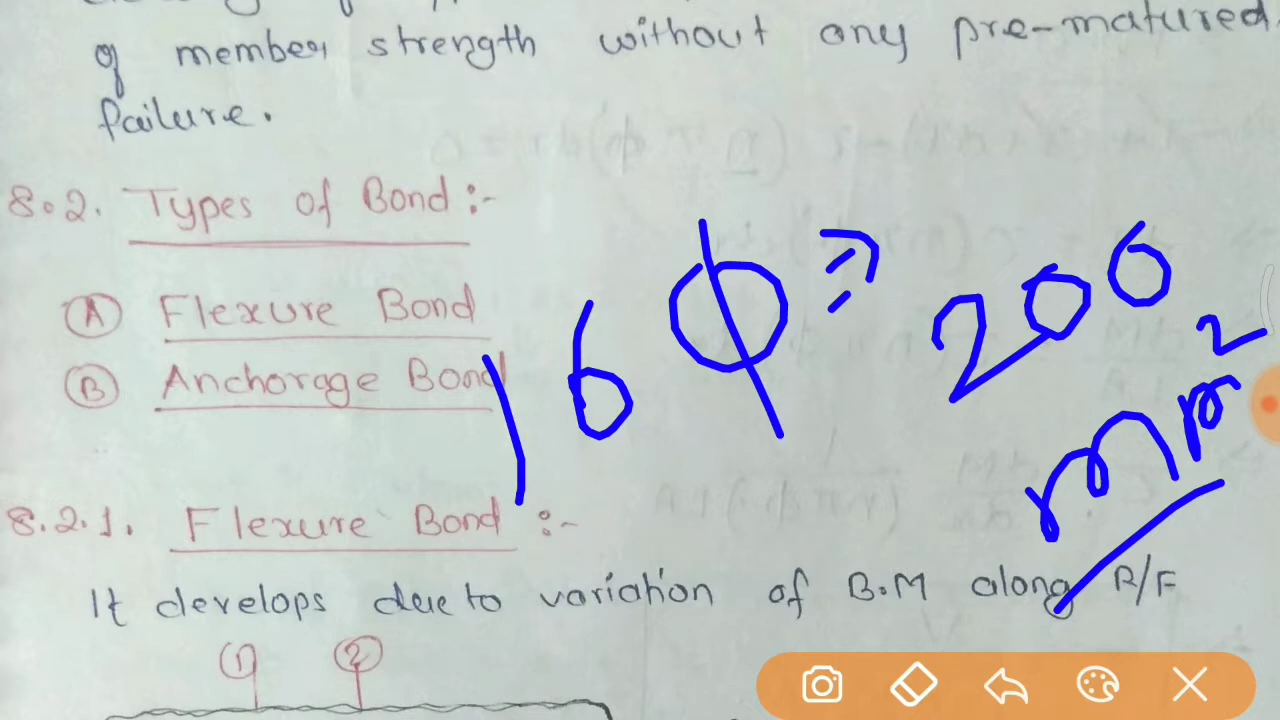 of member strength without any pre-matured
failure.
8.2. Types of Bond :-
(A) Flexure Bond
(B) Anchorage Bond
16 ϕ ⇒ 200 mm²
8.2.1. Flexure Bond :-
It develops due to variation of B.M along R/F
(1) (2)